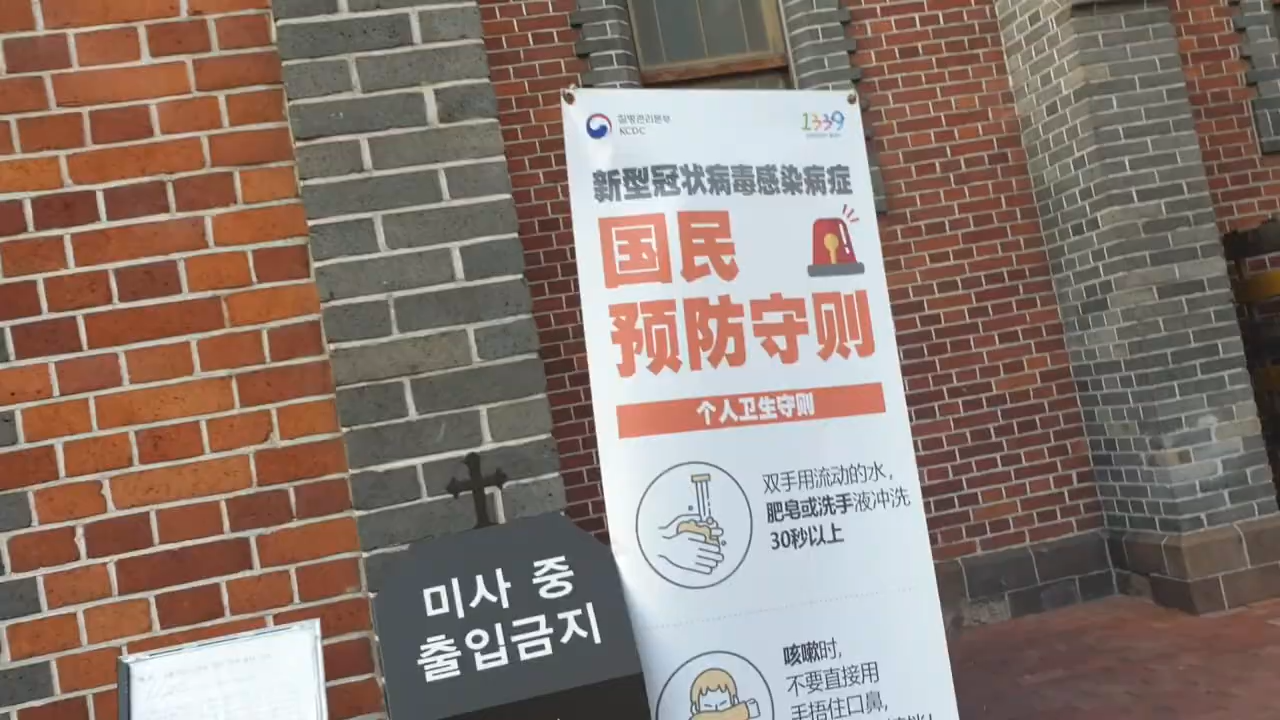 질병관리본부
KCDC
1339
新型冠状病毒感染病症
国民
预防守则
个人卫生守则
双手用流动的水，
肥皂或洗手液冲洗
30秒以上
咳嗽时，
不要直接用
手捂住口鼻，
미사 중
출입금지